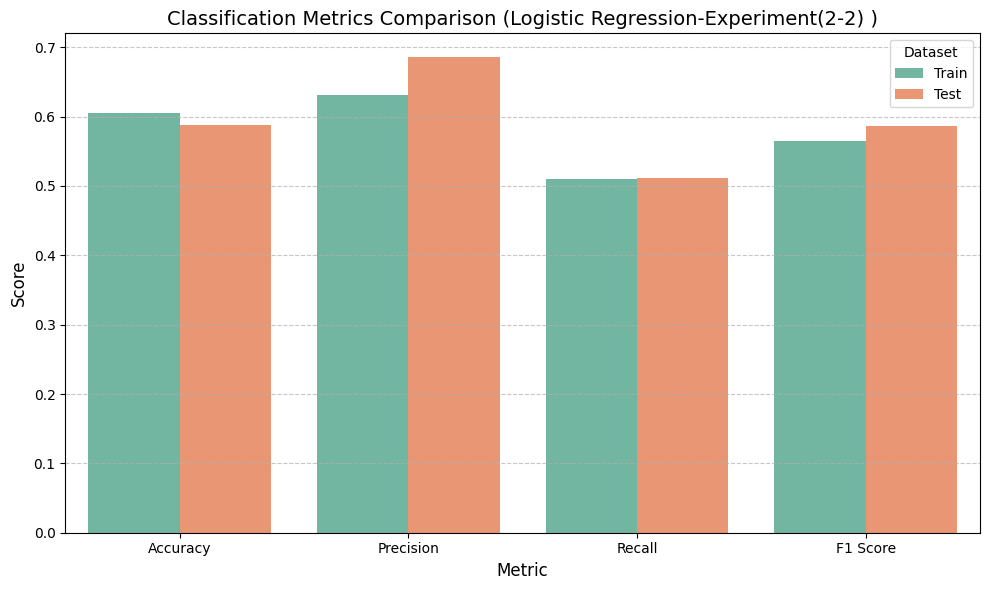 Classification Metrics Comparison (Logistic Regression-Experiment(2-2) )
Dataset
Train
Test
Score
0.7
0.6
0.5
0.4
0.3
0.2
0.1
0.0
Accuracy
Precision
Recall
F1 Score
Metric